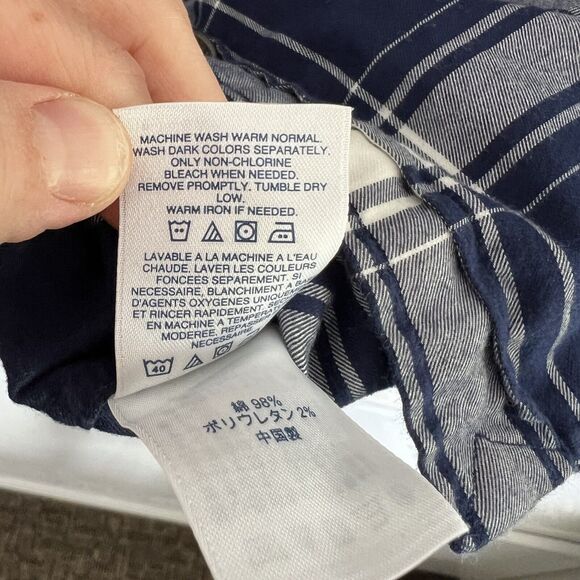 MACHINE WASH WARM NORMAL.
WASH DARK COLORS SEPARATELY.
ONLY NON-CHLORINE
BLEACH WHEN NEEDED.
REMOVE PROMPTLY. TUMBLE DRY
LOW.
WARM IRON IF NEEDED.
LAVABLE A LA MACHINE A L'EAU
CHAUDE. LAVER LES COULEURS
FONCEES SEPAREMENT. SI
NECESSAIRE, BLANCHIMENT A BA
D'AGENTS OXYGENES UNIQUEM
ET RINCER RAPIDEMENT.
EN MACHINE A TEMPERAT
MODEREE. REPASS
NECESSAIRE
40
綿 98%
ポリウレタン 2%
中国製